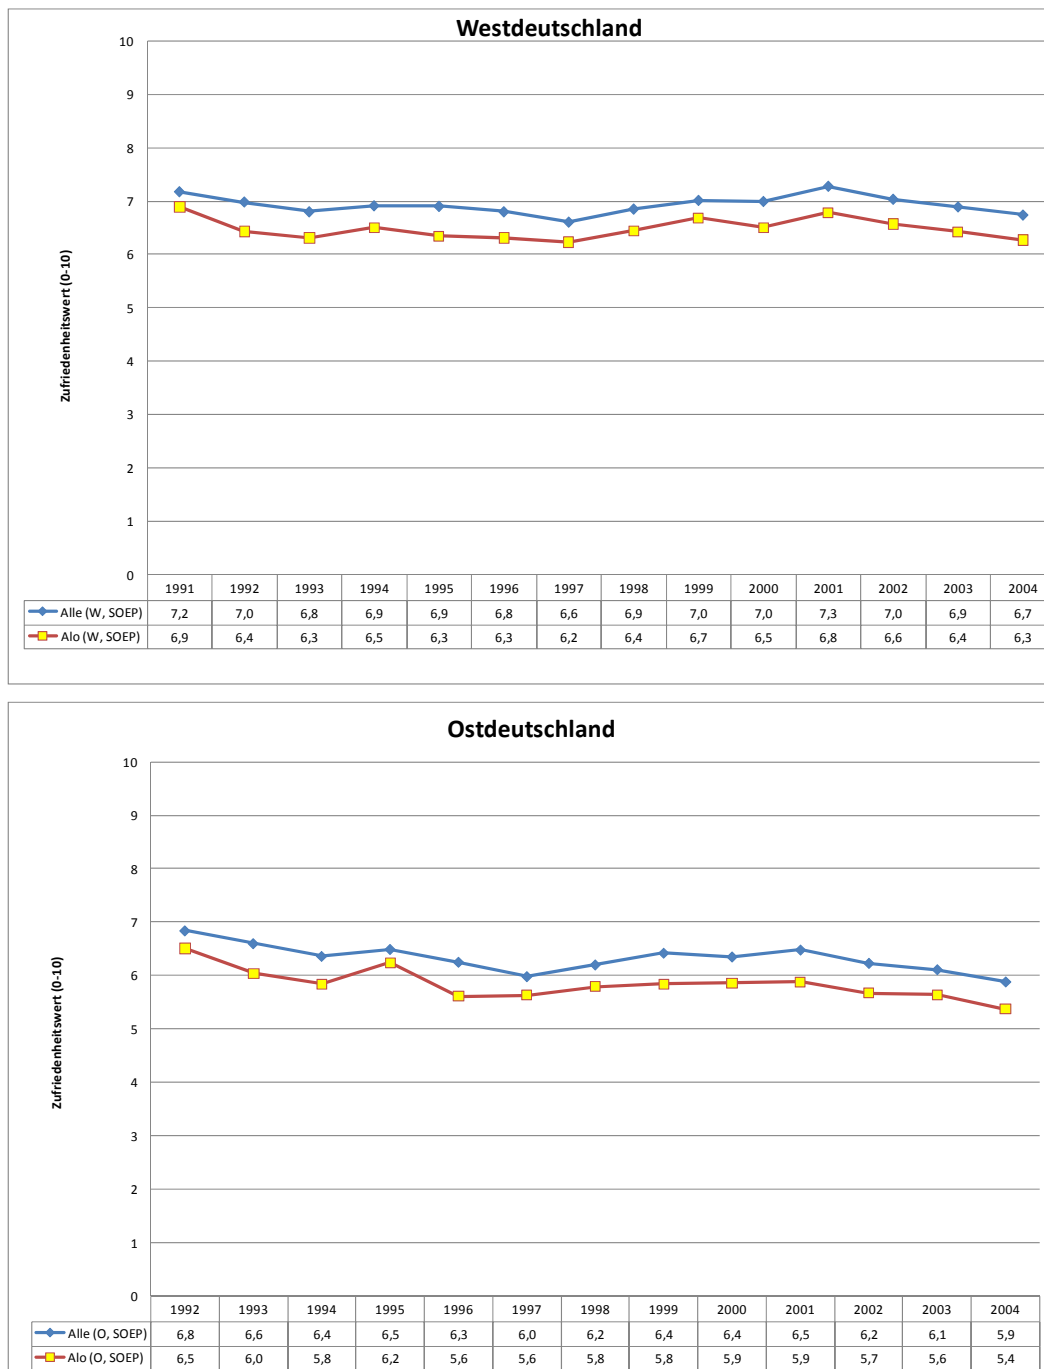 Westdeutschland
10
9
8
7
6
5
4
3
2
1
0
Zufriedenheitswert (0-10)
1991 1992 1993 1994 1995 1996 1997 1998 1999 2000 2001 2002 2003 2004
Alle (W, SOEP) 7,2 7,0 6,8 6,9 6,9 6,8 6,6 6,9 7,0 7,0 7,3 7,0 6,9 6,7
Alo (W, SOEP) 6,9 6,4 6,3 6,5 6,3 6,3 6,2 6,4 6,7 6,5 6,8 6,6 6,4 6,3
Ostdeutschland
10
9
8
7
6
5
4
3
2
1
0
Zufriedenheitswert (0-10)
1992 1993 1994 1995 1996 1997 1998 1999 2000 2001 2002 2003 2004
Alle (O, SOEP) 6,8 6,6 6,4 6,5 6,3 6,0 6,2 6,4 6,4 6,5 6,2 6,1 5,9
Alo (O, SOEP) 6,5 6,0 5,8 6,2 5,6 5,6 5,8 5,8 5,9 5,9 5,7 5,6 5,4